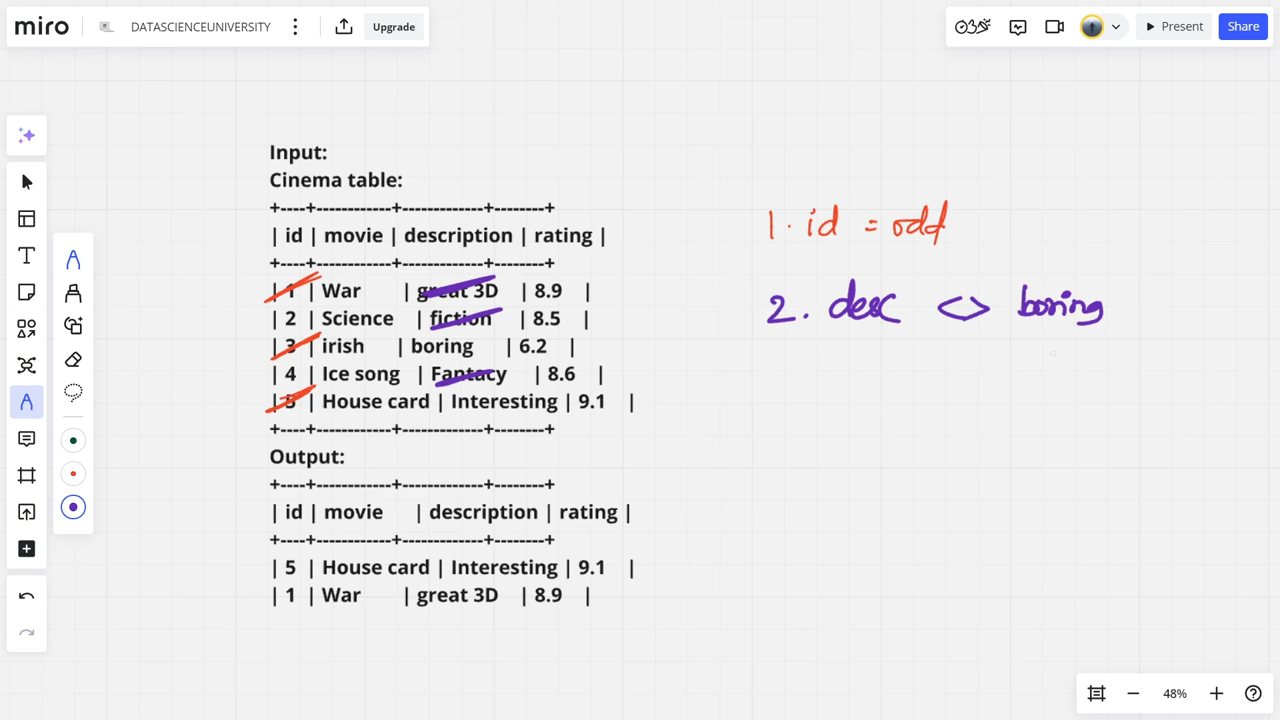 miro DATASCIENCEUNIVERSITY Upgrade Present Share
Input:
Cinema table:
+----+------------+-------------+--------+
| id | movie | description | rating |
+----+------------+-------------+--------+
| 1 | War | great 3D | 8.9 |
| 2 | Science | fiction | 8.5 |
| 3 | irish | boring | 6.2 |
| 4 | Ice song | Fantacy | 8.6 |
| 5 | House card | Interesting | 9.1 |
+----+------------+-------------+--------+
Output:
+----+------------+-------------+--------+
| id | movie | description | rating |
+----+------------+-------------+--------+
| 5 | House card | Interesting | 9.1 |
| 1 | War | great 3D | 8.9 |
1. id = odd
2. desc <> boring
48%